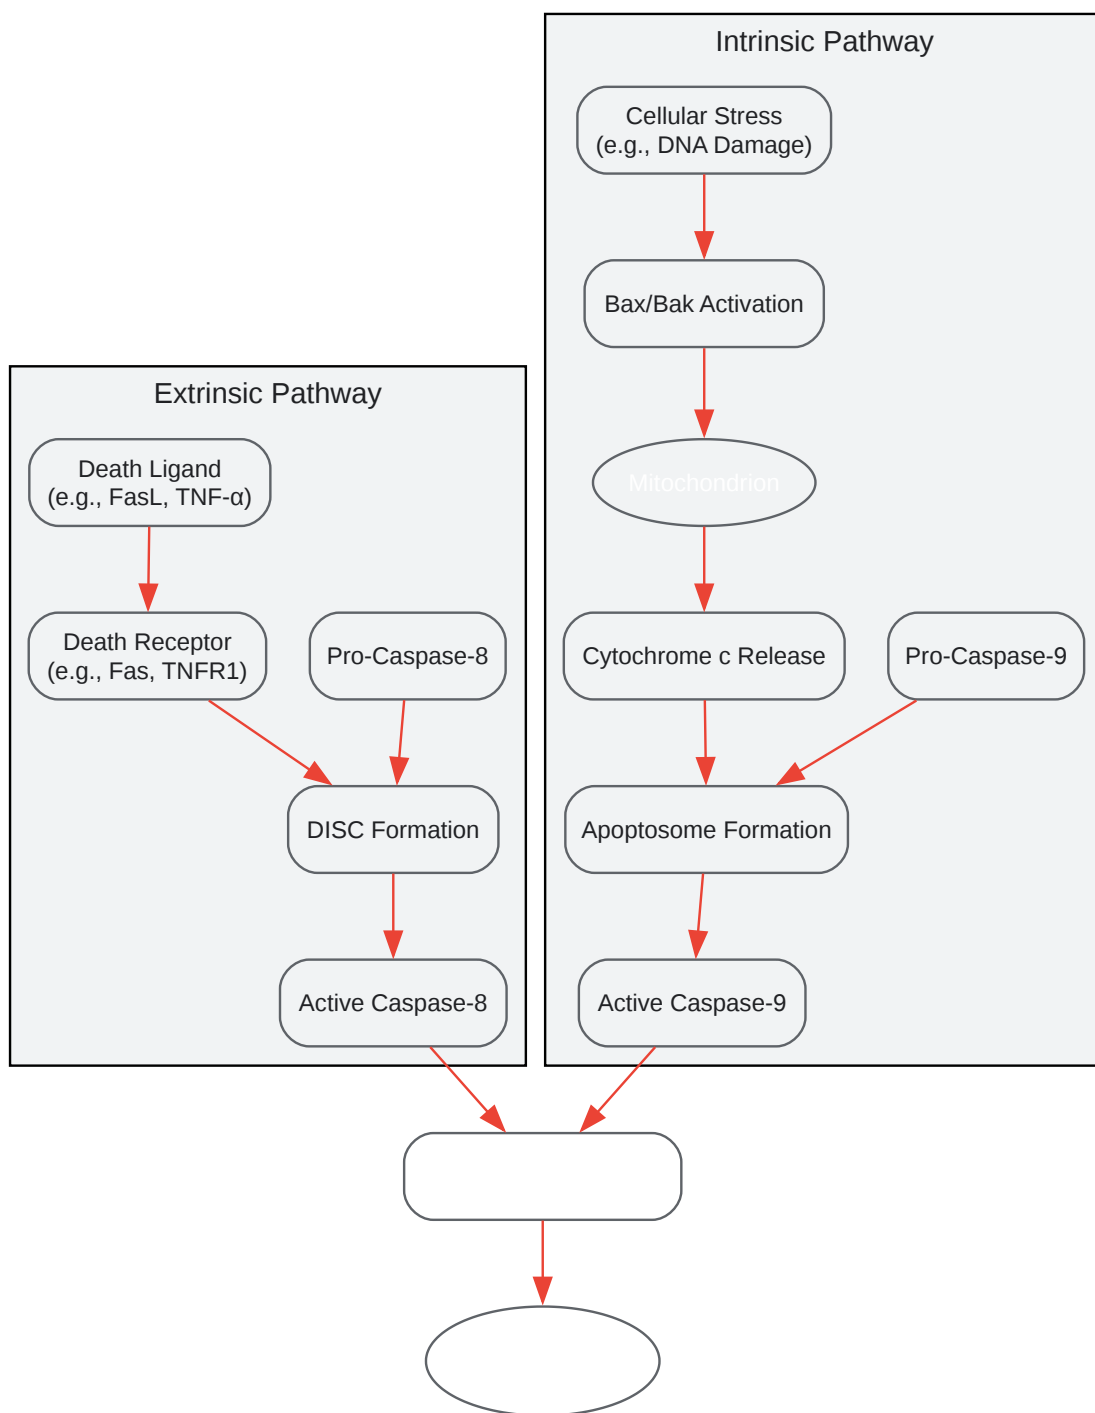 Intrinsic Pathway
Cellular Stress
(e.g., DNA Damage)
Bax/Bak Activation
Extrinsic Pathway
Death Ligand
(e.g., FasL, TNF-α)
Mitochondrion
Death Receptor
(e.g., Fas, TNFR1)
Pro-Caspase-8
Cytochrome c Release
Pro-Caspase-9
DISC Formation
Apoptosome Formation
Active Caspase-8
Active Caspase-9